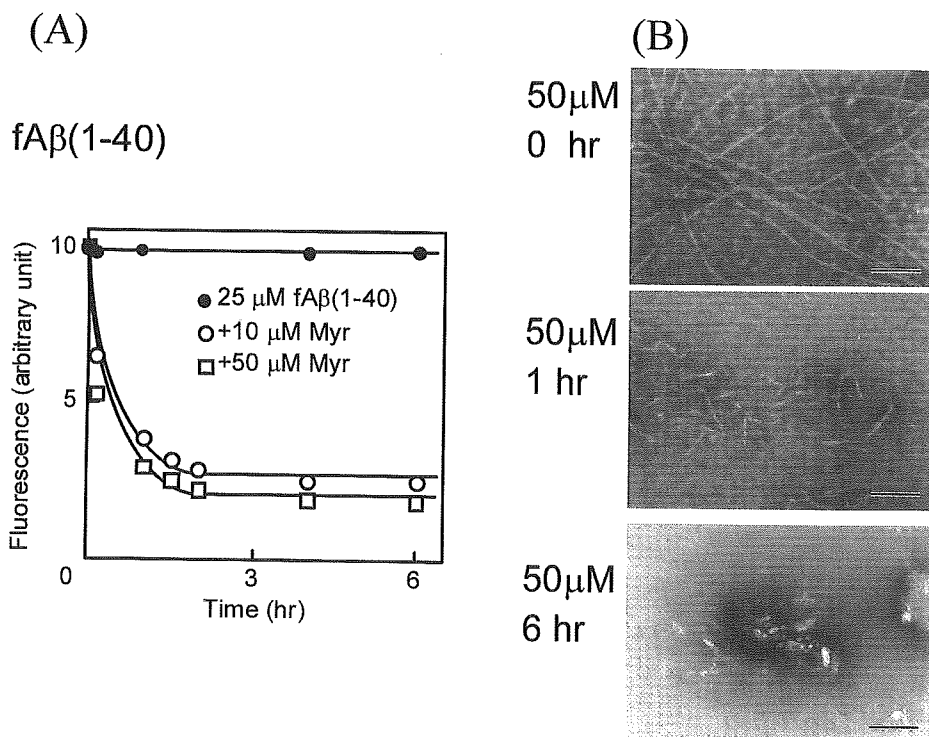 (A)
fAβ(1-40)
Fluorescence (arbitrary unit)
10
5
0
3
6
Time (hr)
25 μM fAβ(1-40)
+10 μM Myr
+50 μM Myr
(B)
50μM
0 hr
50μM
1 hr
50μM
6 hr